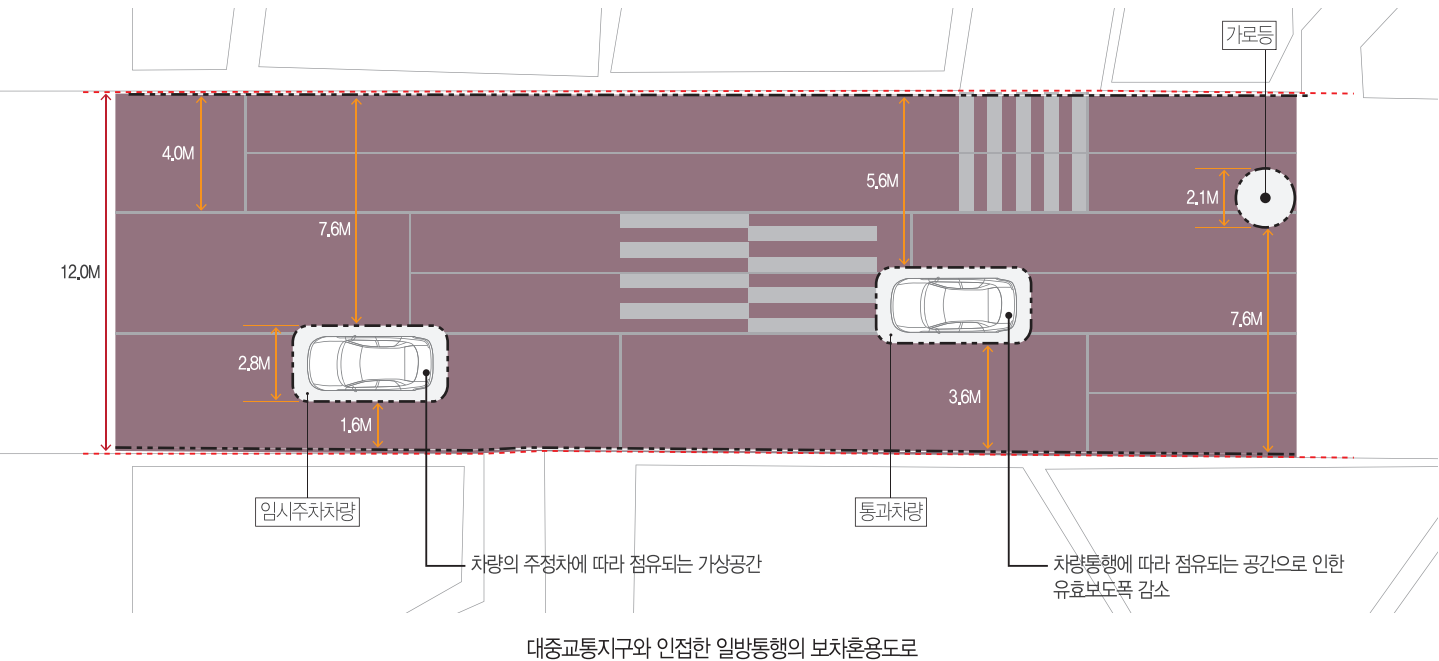 가로등
4.0M
5.6M
2.1M
7.6M
12.0M
7.6M
2.8M
3.6M
1.6M
임시주차차량
통과차량
차량의 주정차에 따라 점유되는 가상공간
차량통행에 따라 점유되는 공간으로 인한
유효보도폭 감소
대중교통지구와 인접한 일방통행의 보차혼용도로